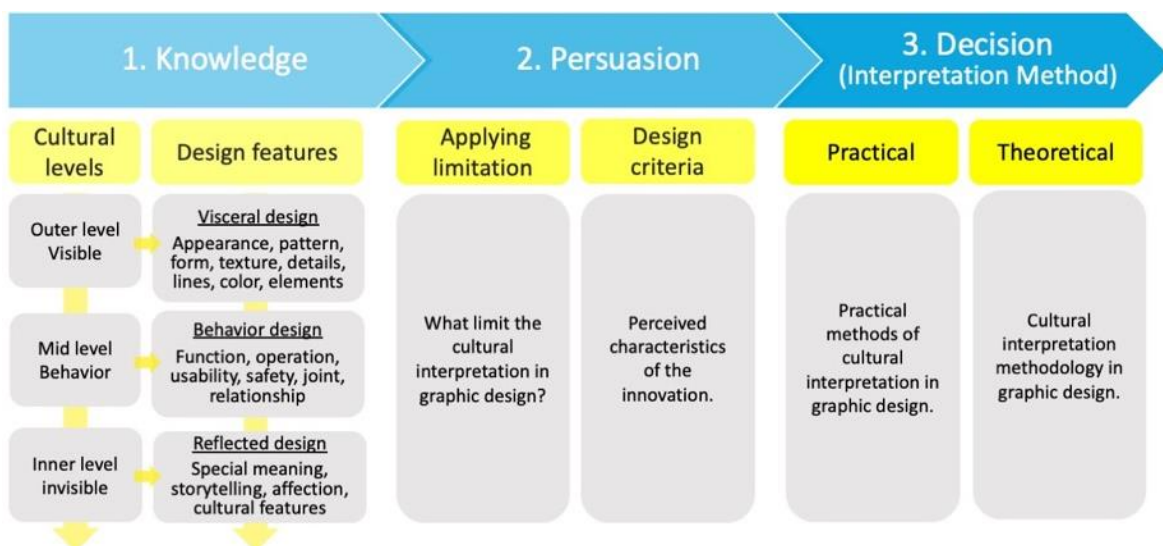 1. Knowledge
2. Persuasion
3. Decision
(Interpretation Method)
Cultural
levels
Design features
Applying
limitation
Design
criteria
Practical
Theoretical
Outer level
Visible
Visceral design
Appearance, pattern,
form, texture, details,
lines, color, elements
Mid level
Behavior
Behavior design
Function, operation,
usability, safety, joint,
relationship
Inner level
invisible
Reflected design
Special meaning,
storytelling, affection,
cultural features
What limit the
cultural
interpretation in
graphic design?
Perceived
characteristics
of the
innovation.
Practical
methods of
cultural
interpretation in
graphic design.
Cultural
interpretation
methodology in
graphic design.